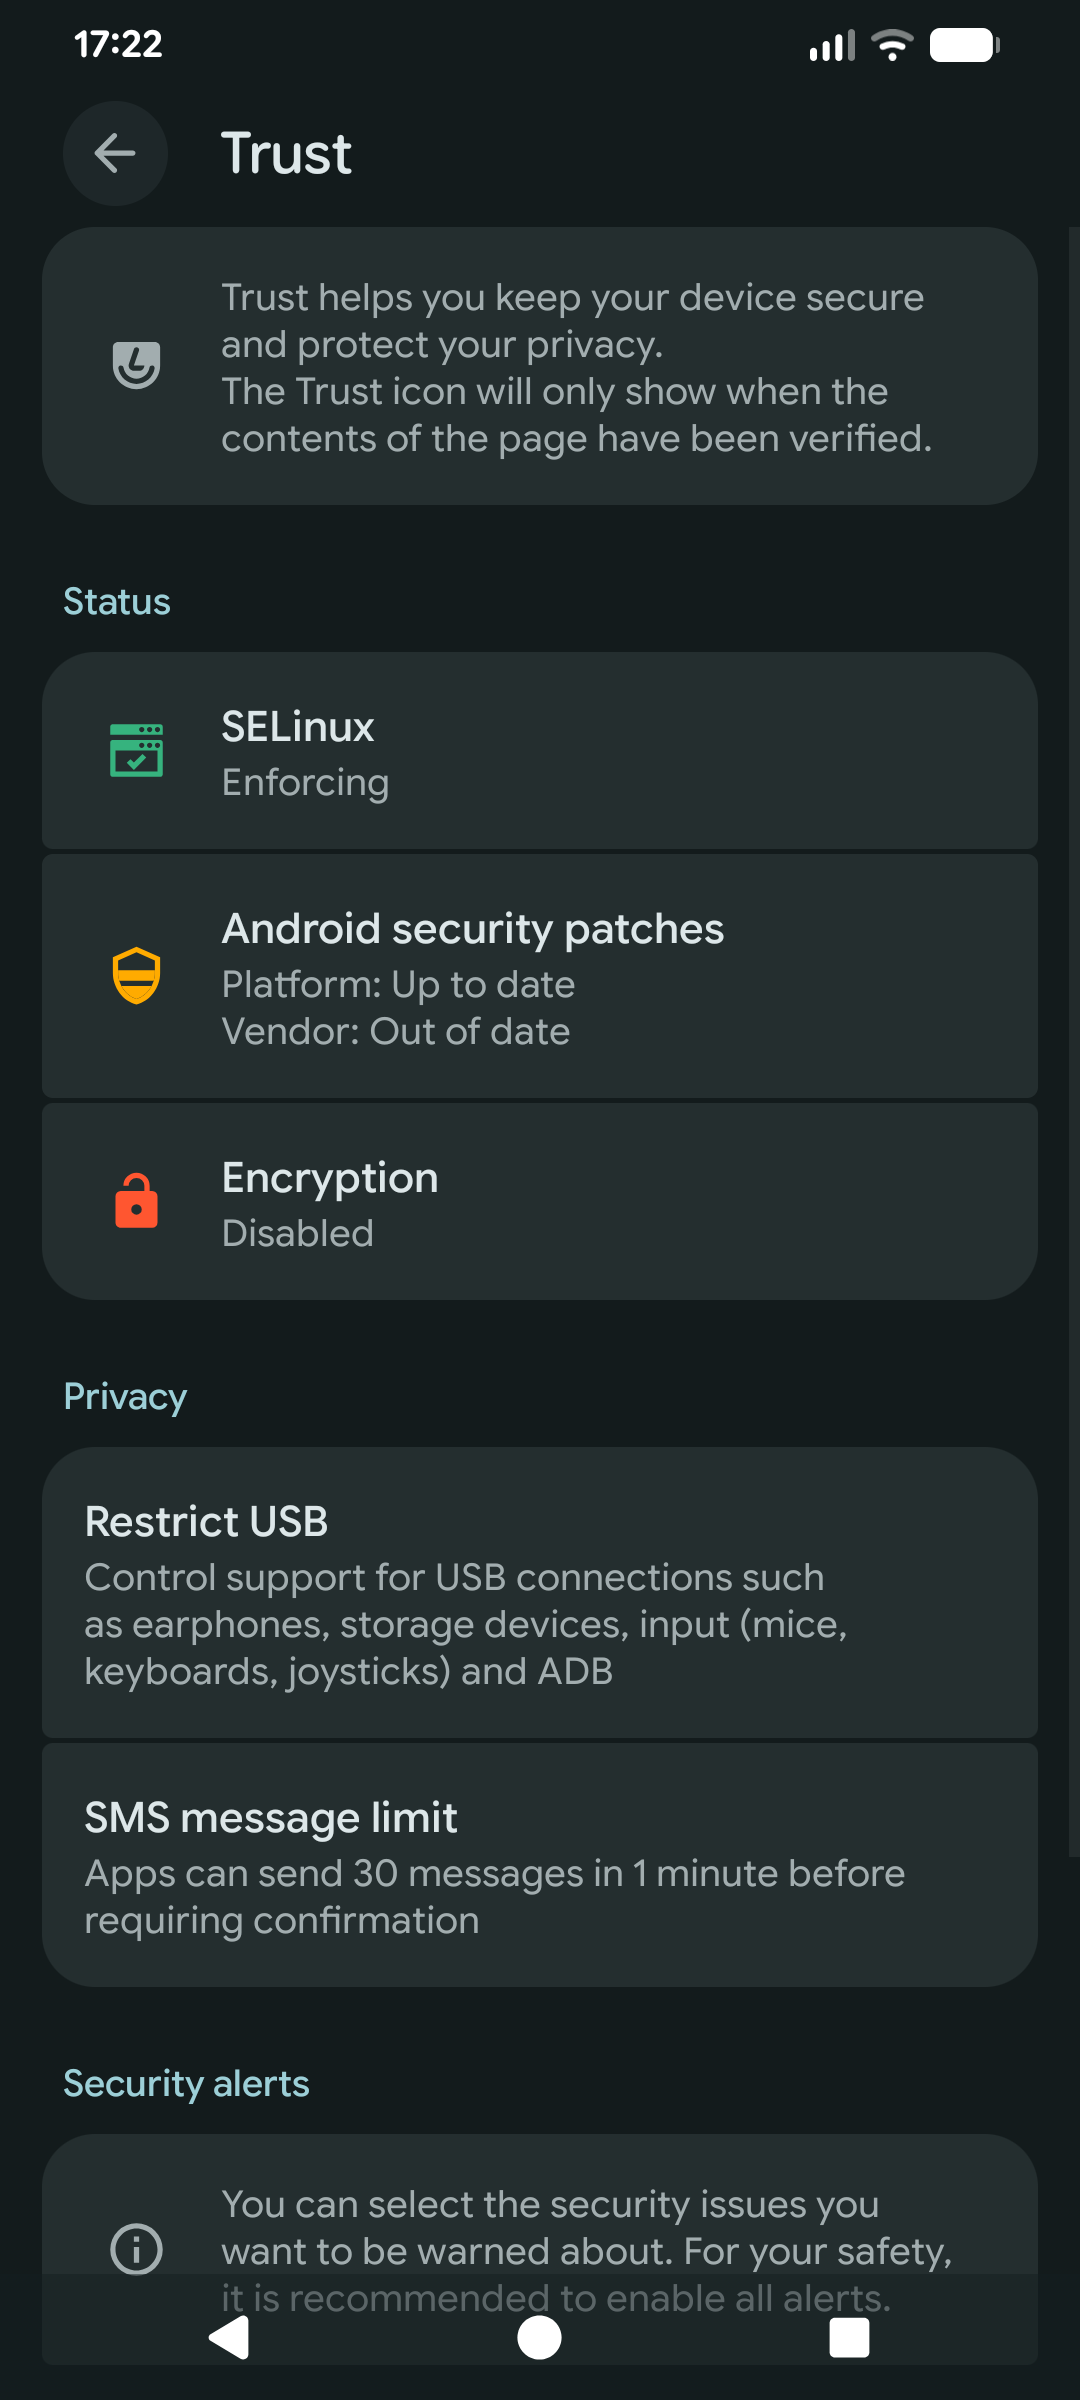 17:22
Trust
Trust helps you keep your device secure
and protect your privacy.
The Trust icon will only show when the
contents of the page have been verified.
Status
SELinux
Enforcing
Android security patches
Platform: Up to date
Vendor: Out of date
Encryption
Disabled
Privacy
Restrict USB
Control support for USB connections such
as earphones, storage devices, input (mice,
keyboards, joysticks) and ADB
SMS message limit
Apps can send 30 messages in 1 minute before
requiring confirmation
Security alerts
You can select the security issues you
want to be warned about. For your safety,
it is recommended to enable all alerts.